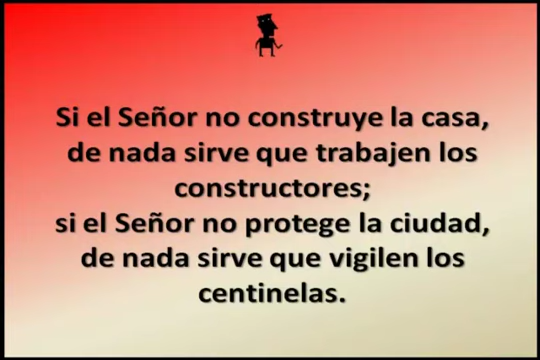 Si el Señor no construye la casa,
de nada sirve que trabajen los
constructores;
si el Señor no protege la ciudad,
de nada sirve que vigilen los
centinelas.